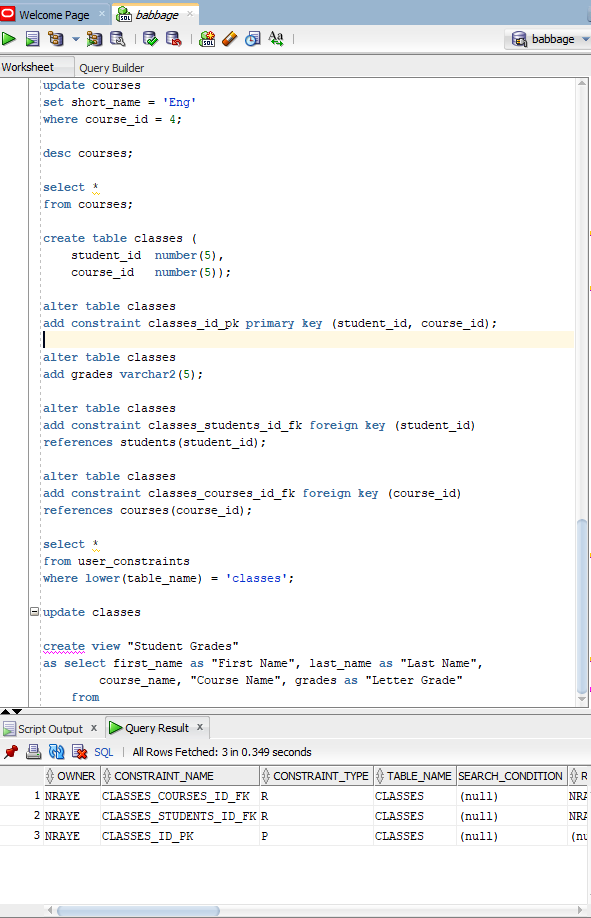 Welcome Page
babbage
babbage
Worksheet
Query Builder
update courses
set short_name = 'Eng'
where course_id = 4;
desc courses;
select *
from courses;
create table classes (
student_id number(5),
course_id number(5));
alter table classes
add constraint classes_id_pk primary key (student_id, course_id);
alter table classes
add grades varchar2(5);
alter table classes
add constraint classes_students_id_fk foreign key (student_id)
references students(student_id);
alter table classes
add constraint classes_courses_id_fk foreign key (course_id)
references courses(course_id);
select *
from user_constraints
where lower(table_name) = 'classes';
update classes
create view "Student Grades"
as select first_name as "First Name", last_name as "Last Name",
course_name, "Course Name", grades as "Letter Grade"
from
Script Output x
Query Result x
SQL | All Rows Fetched: 3 in 0.349 seconds
OWNER CONSTRAINT_NAME CONSTRAINT_TYPE TABLE_NAME SEARCH_CONDITION R
1 NRAYE CLASSES_COURSES_ID_FK R CLASSES (null) NRA
2 NRAYE CLASSES_STUDENTS_ID_FK R CLASSES (null) NRA
3 NRAYE CLASSES_ID_PK P CLASSES (null) (nu